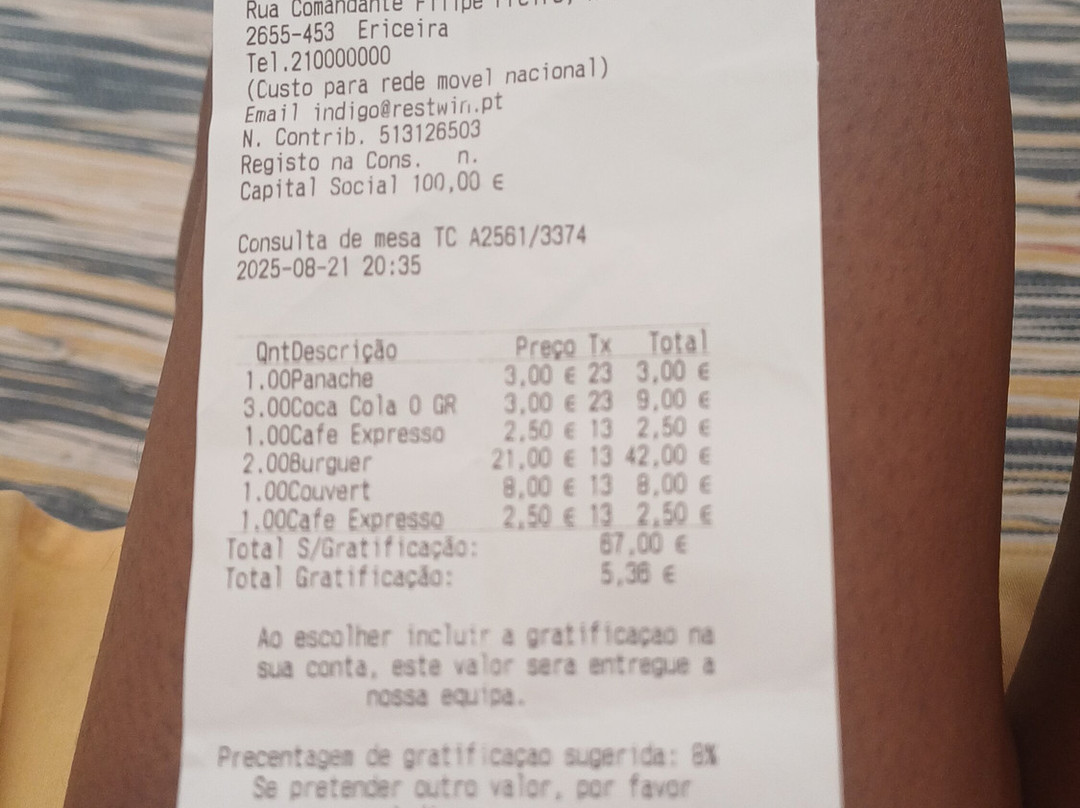 Rua Comandante Filipe
2655-453 Ericeira
Tel.210000000
(Custo para rede movel nacional)
Email indigo@restwin.pt
N. Contrib. 513126503
Registo na Cons. n.
Capital Social 100,00 €
Consulta de mesa TC A2561/3374
2025-08-21 20:35
QntDescrição Preço Tx Total
1.00Panache 3,00 € 23 3,00 €
3.00Coca Cola 0 GR 3,00 € 23 9,00 €
1.00Cafe Expresso 2,50 € 13 2,50 €
2.00Burguer 21,00 € 13 42,00 €
1.00Couvert 8,00 € 13 8,00 €
1.00Cafe Expresso 2,50 € 13 2,50 €
Total S/Gratificação: 67,00 €
Total Gratificação: 5,36 €
Ao escolher incluir a gratificaçao na
sua conta, este valor sera entregue a
nossa equipa.
Precentagem de gratificaçao sugerida: 8%
Se pretender outro valor, por favor